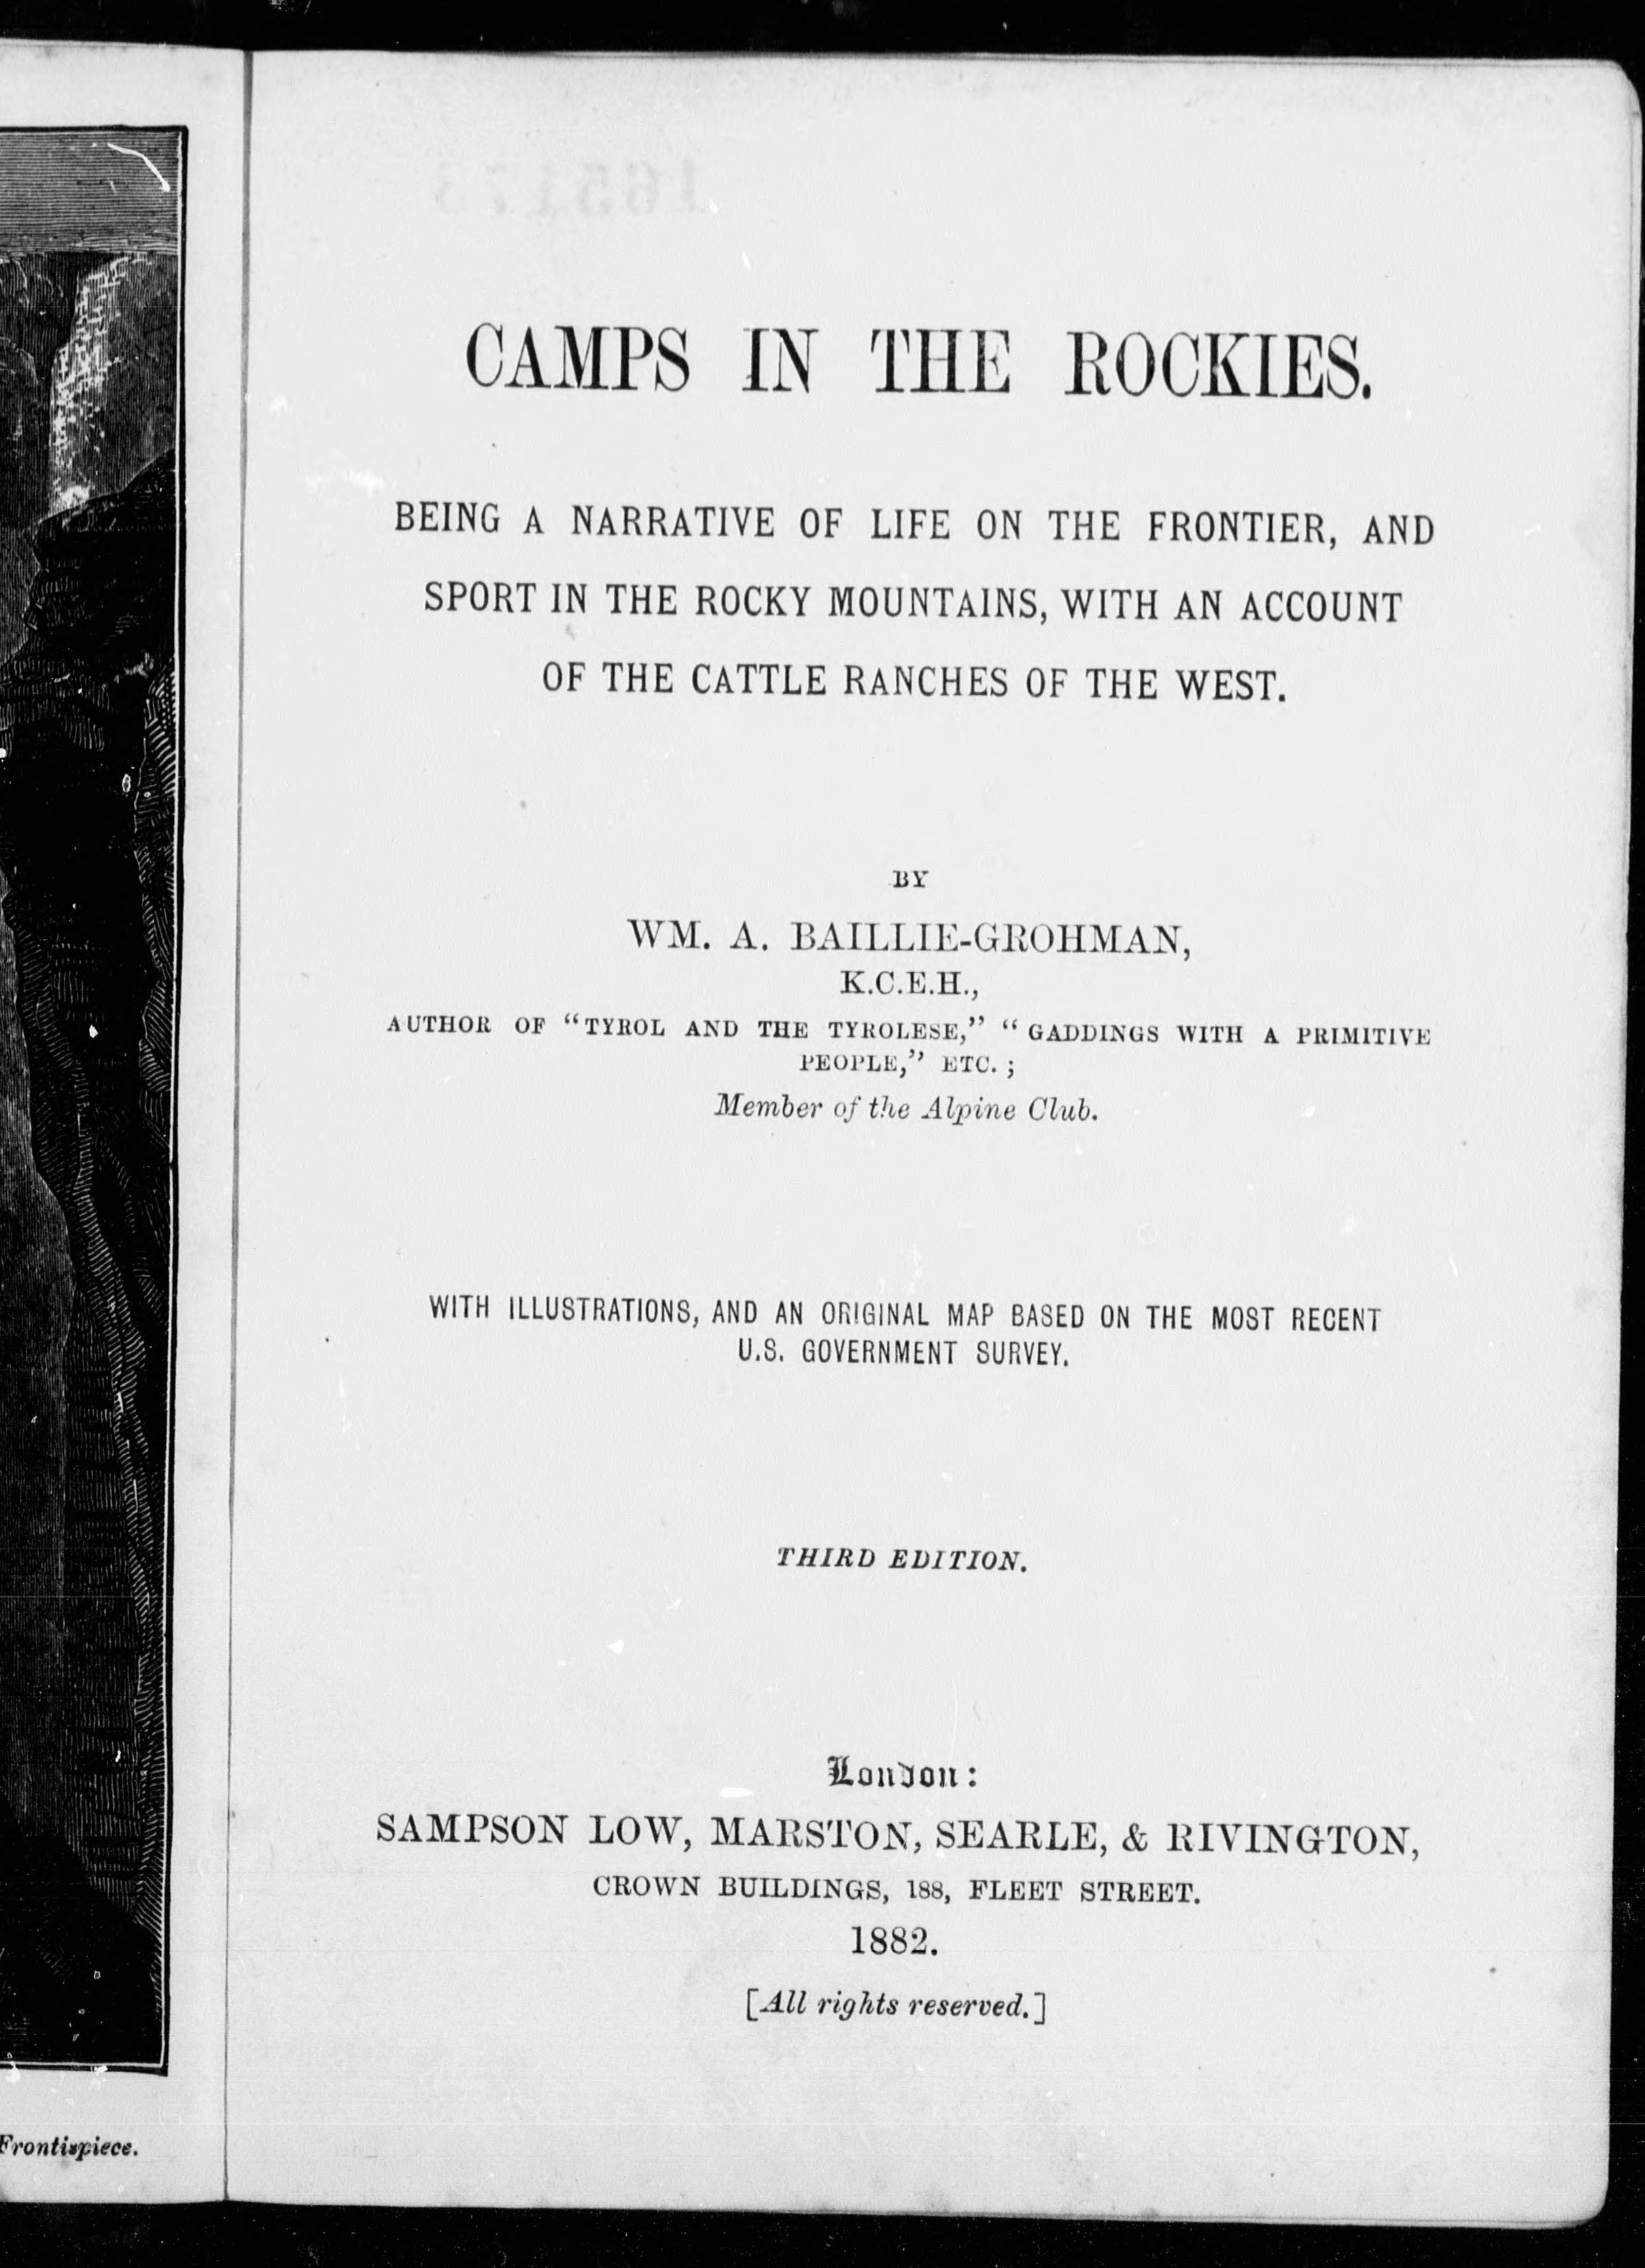 165173
CAMPS IN THE ROCKIES.
BEING A NARRATIVE OF LIFE ON THE FRONTIER, AND
SPORT IN THE ROCKY MOUNTAINS, WITH AN ACCOUNT
OF THE CATTLE RANCHES OF THE WEST.
BY
WM. A. BAILLIE-GROHMAN,
K.C.E.H.,
AUTHOR OF “TYROL AND THE TYROLESE,” “GADDINGS WITH A PRIMITIVE
PEOPLE,” ETC.;
Member of the Alpine Club.
WITH ILLUSTRATIONS, AND AN ORIGINAL MAP BASED ON THE MOST RECENT
U.S. GOVERNMENT SURVEY.
THIRD EDITION.
London:
SAMPSON LOW, MARSTON, SEARLE, & RIVINGTON,
CROWN BUILDINGS, 188, FLEET STREET.
1882.
[All rights reserved.]
Frontispiece.